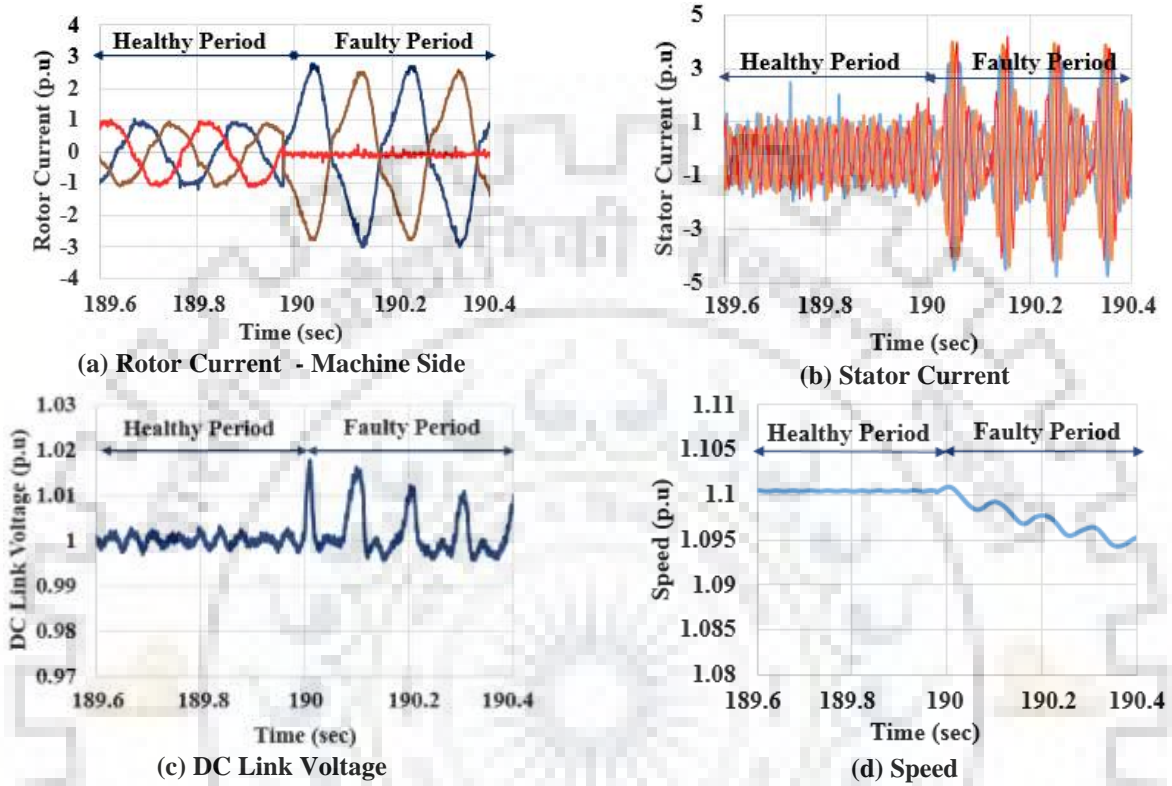 Rotor Current (p.u)
4
3
2
1
0
-1
-2
-3
-4
Healthy Period Faulty Period
189.6 189.8 190 190.2 190.4
Time (sec)
(a) Rotor Current - Machine Side
Stator Current (p.u)
5
3
1
-1
-3
-5
Healthy Period Faulty Period
189.6 189.8 190 190.2 190.4
Time (sec)
(b) Stator Current
DC Link Voltage (p.u)
1.03
1.02
1.01
1
0.99
0.98
0.97
Healthy Period Faulty Period
189.6 189.8 190 190.2 190.4
Time (sec)
(c) DC Link Voltage
Speed (p.u)
1.11
1.105
1.1
1.095
1.09
1.085
1.08
Healthy Period Faulty Period
189.6 189.8 190 190.2 190.4
Time (sec)
(d) Speed